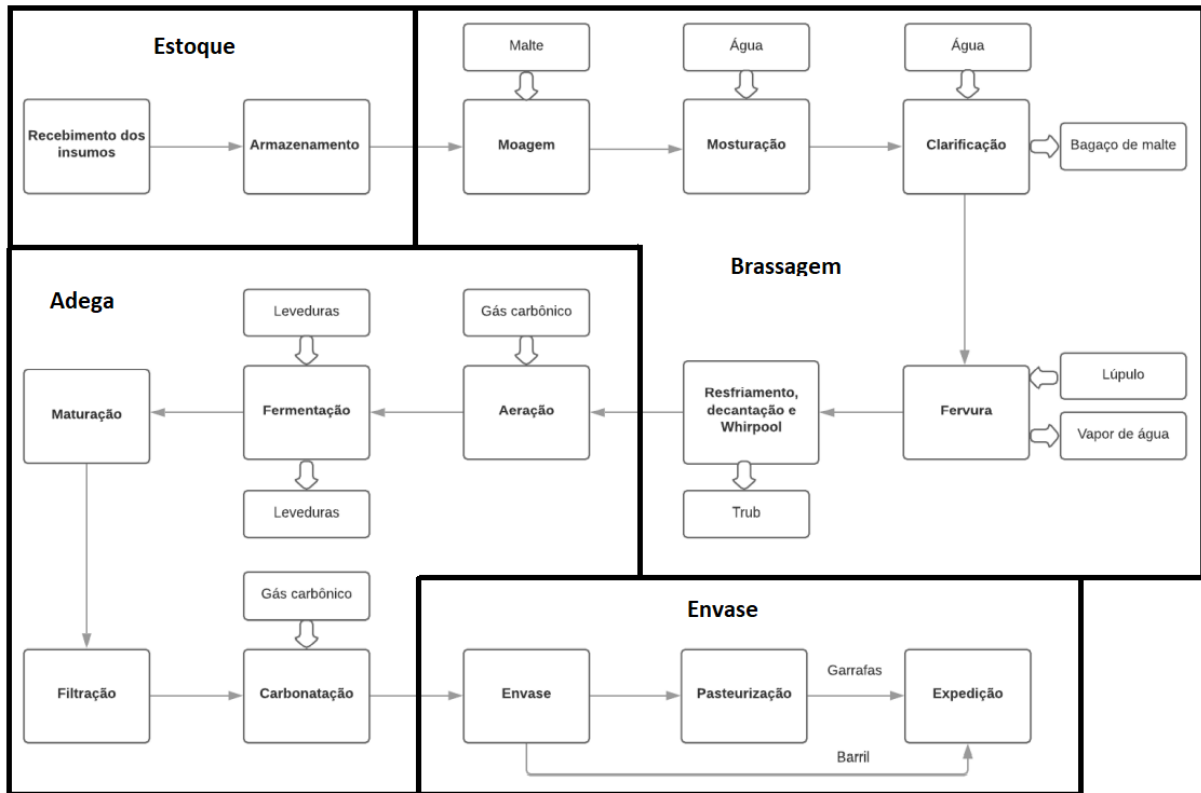 Estoque
Recebimento dos
insumos
Armazenamento
Malte
Água
Água
Moagem
Mosturação
Clarificação
Bagaço de malte
Brassagem
Adega
Leveduras
Gás carbônico
Maturação
Fermentação
Aeração
Resfriamento,
decantação e
Whirpool
Fervura
Lúpulo
Vapor de água
Leveduras
Trub
Gás carbônico
Envase
Filtração
Carbonatação
Envase
Pasteurização
Garrafas
Expedição
Barril